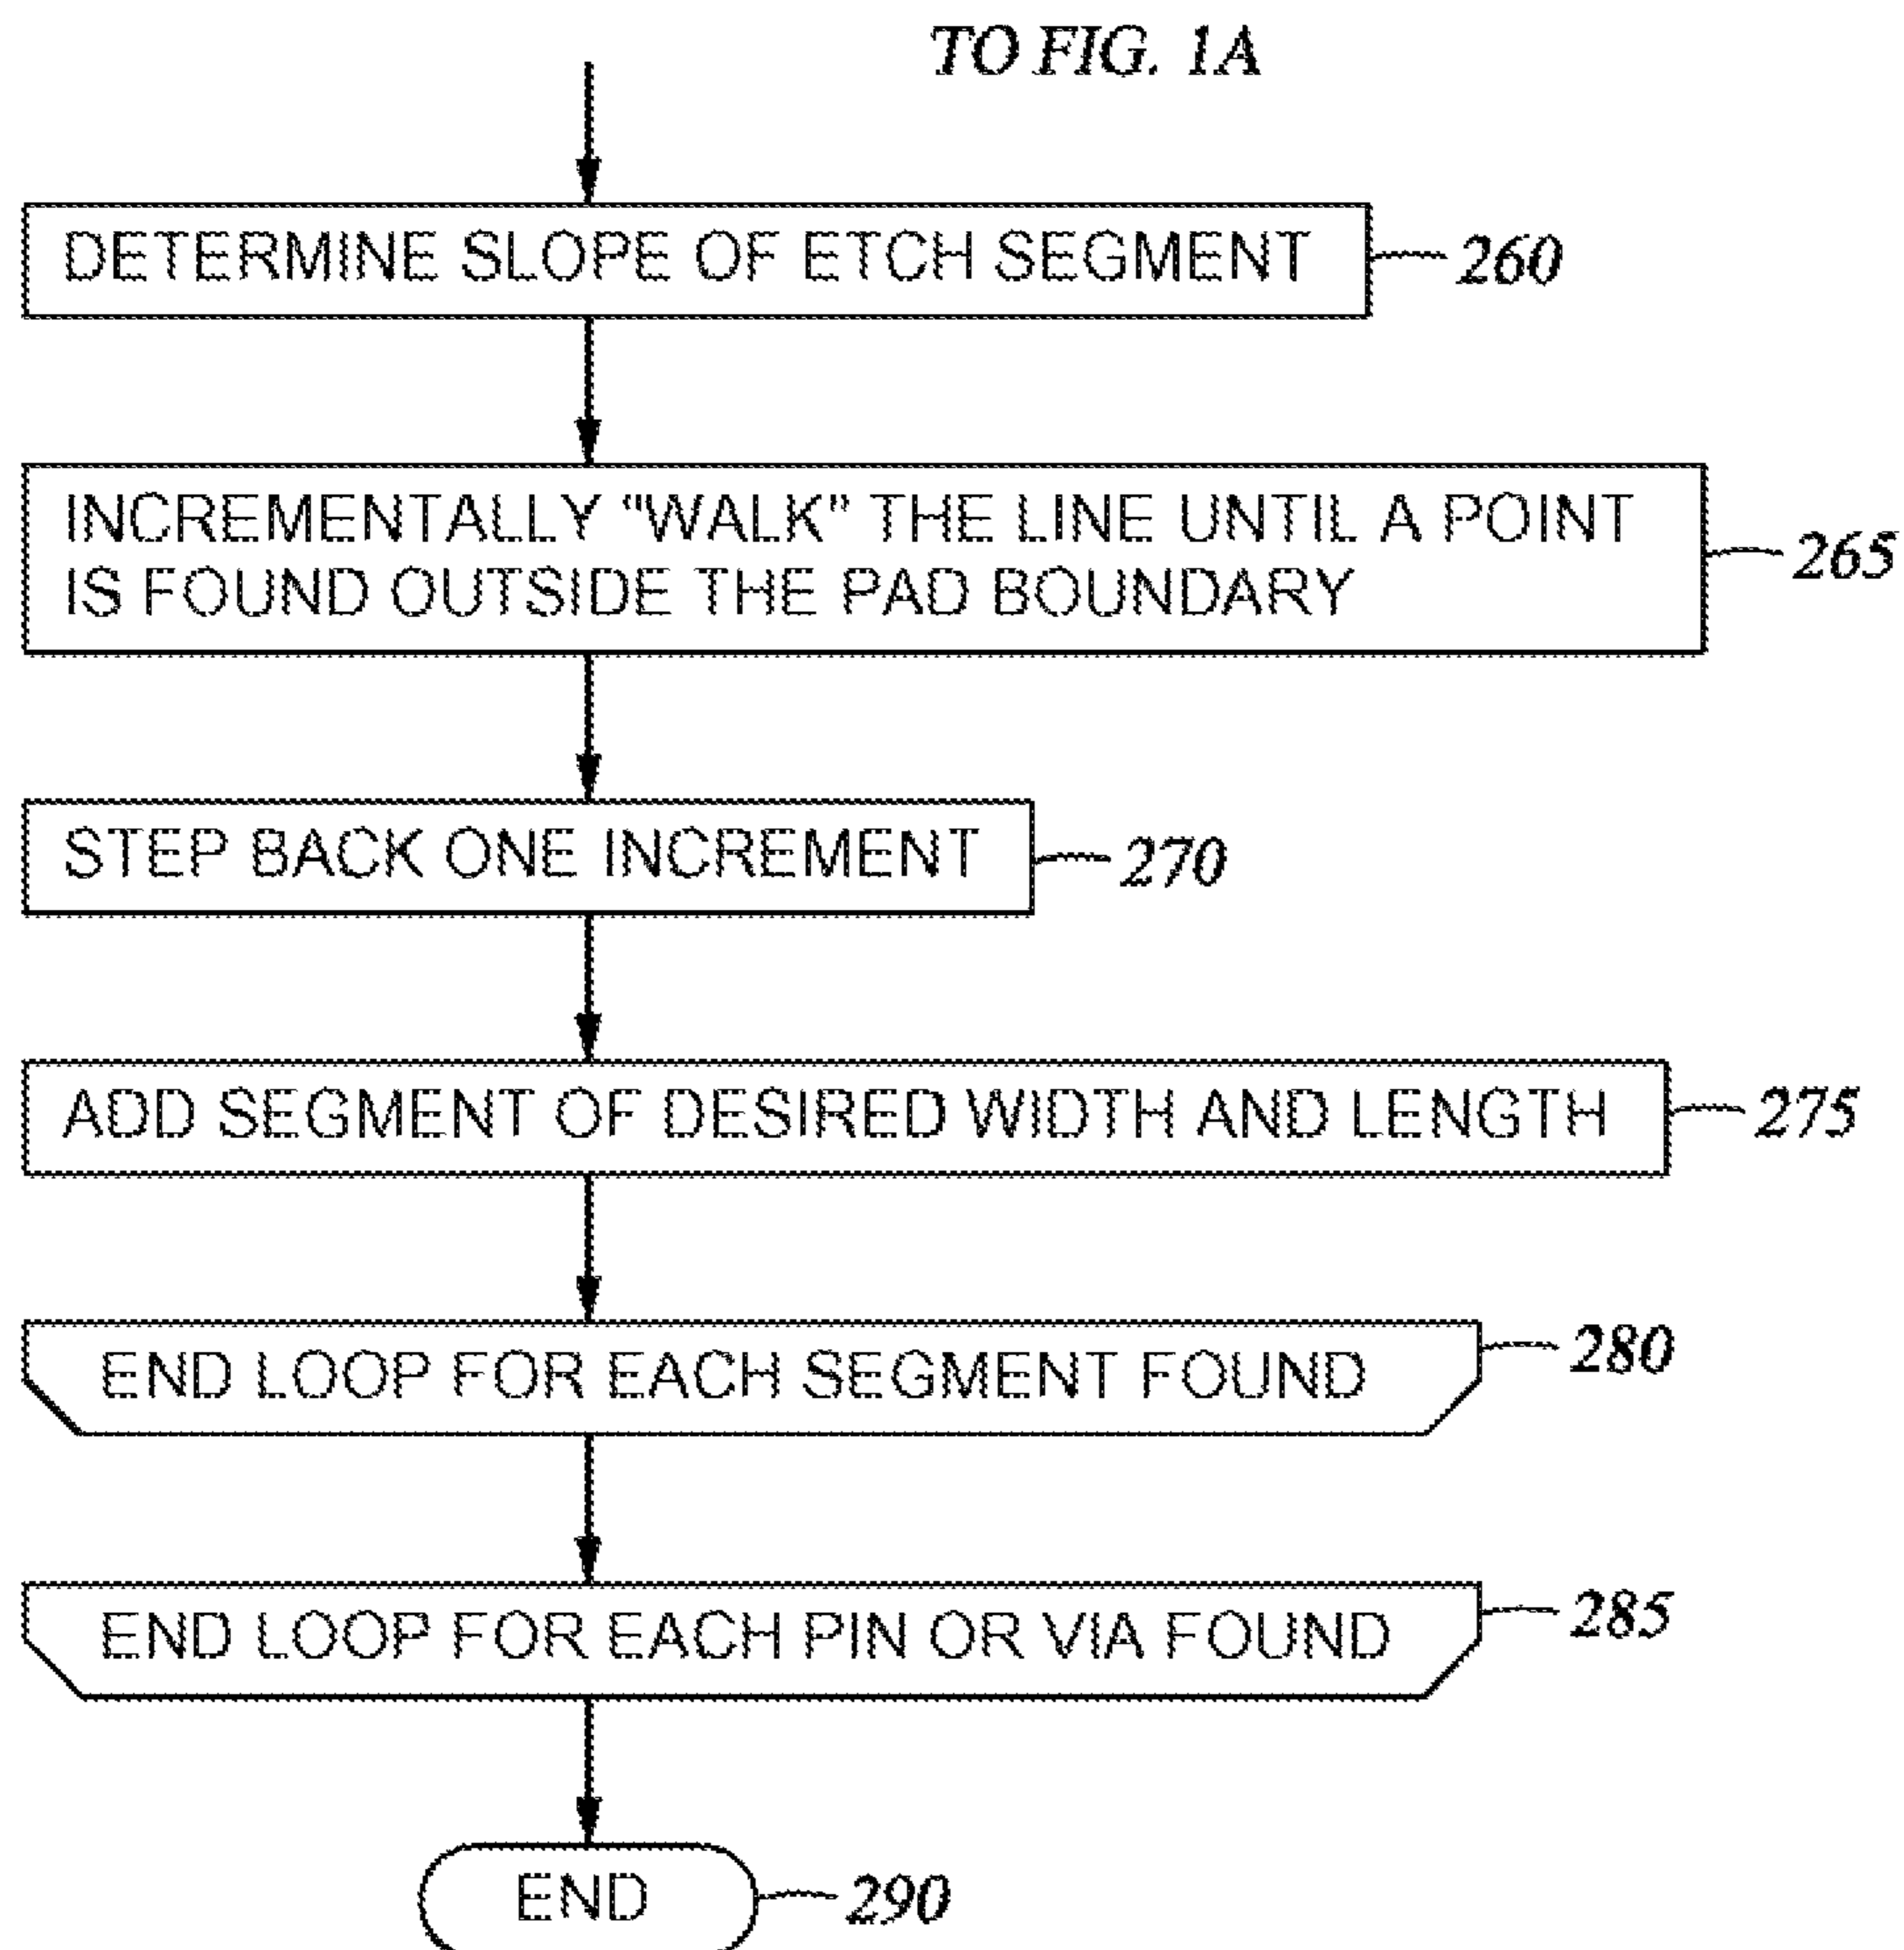 TO FIG. 1A
DETERMINE SLOPE OF ETCH SEGMENT
260
INCREMENTALLY "WALK" THE LINE UNTIL A POINT
IS FOUND OUTSIDE THE PAD BOUNDARY
265
STEP BACK ONE INCREMENT
270
ADD SEGMENT OF DESIRED WIDTH AND LENGTH
275
END LOOP FOR EACH SEGMENT FOUND
280
END LOOP FOR EACH PIN OR VIA FOUND
285
END
290